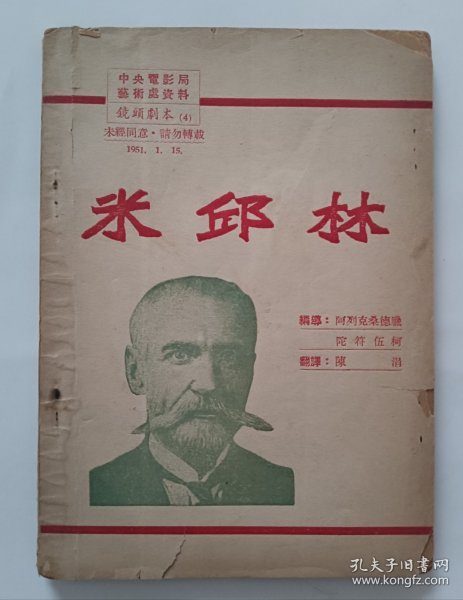 中央電影局
藝術處資料
鏡頭劇本 (4)
未經同意·請勿轉載
1951. 1. 15.
米邱林
編導：阿列克桑德瓏
陀符伍柯
翻譯：陳涓
孔夫子旧书网
www.kongfz.com